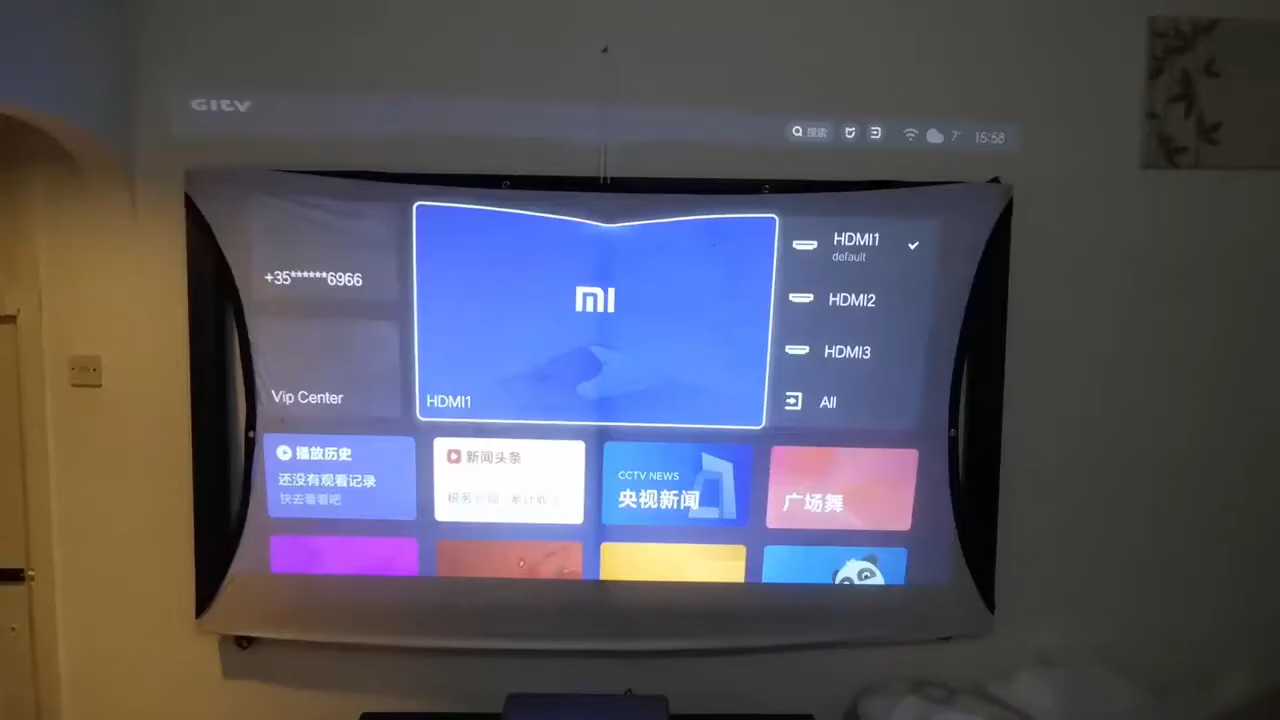 GITV
搜索
7° 15:58
+35******6966
Vip Center
HDMI1
HDMI1
default
HDMI2
HDMI3
All
播放历史
还没有观看记录
快去看看吧
新闻头条
CCTV NEWS
央视新闻
广场舞